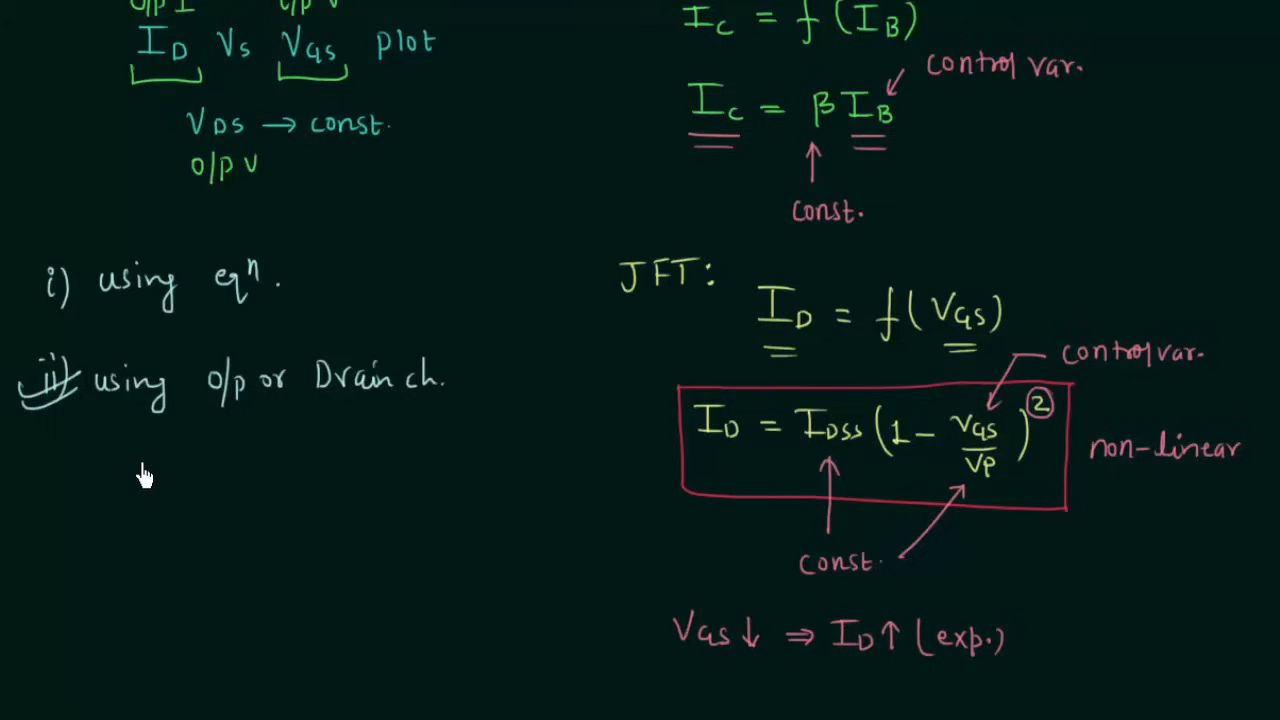 I_D Vs V_GS plot
V_DS → const.
o/p V
i) using eqⁿ.
ii) using o/p or Drain ch.
I_C = f (I_B)
control var.
I_C = β I_B
const.
JFT:
I_D = f(V_GS)
control var.
I_D = I_DSS (1 - V_GS/V_P)²
non-linear
const.
V_GS ↓ ⇒ I_D ↑ (exp.)